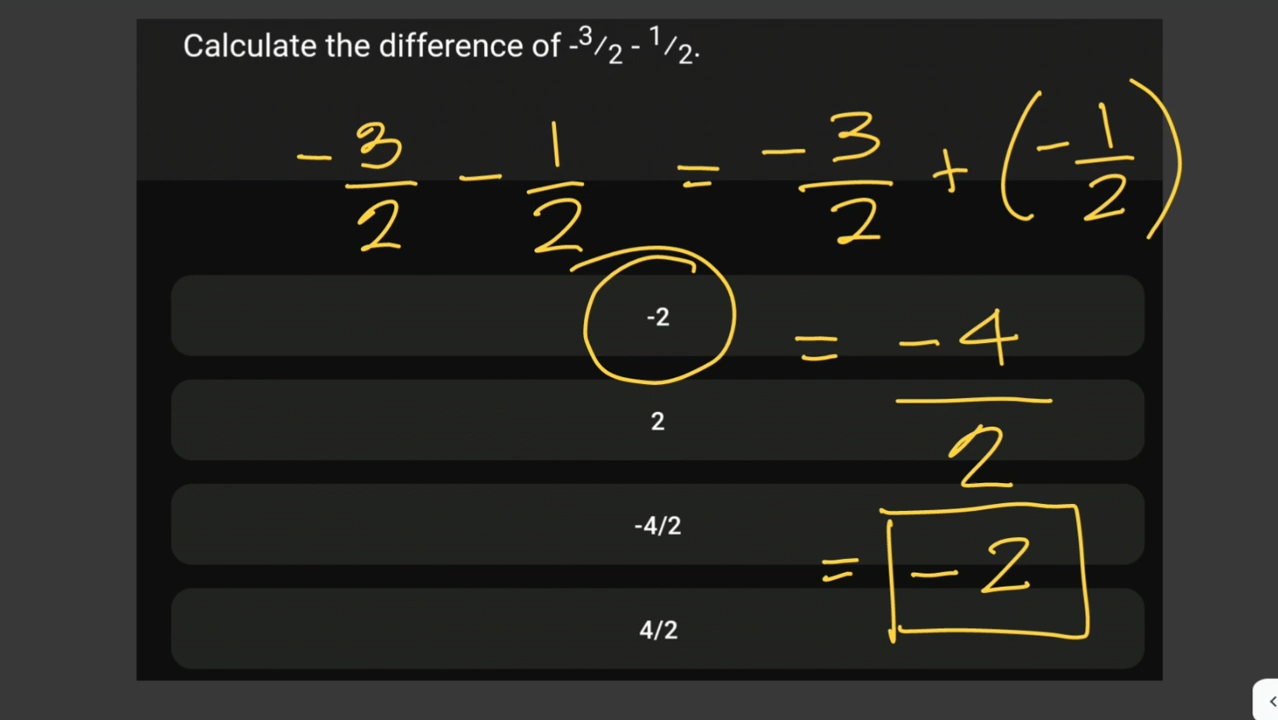 Calculate the difference of -³/₂ - ¹/₂.
- 3/2 - 1/2 = - 3/2 + (- 1/2)
-2
= - 4/2
2
-4/2
= - 2
4/2